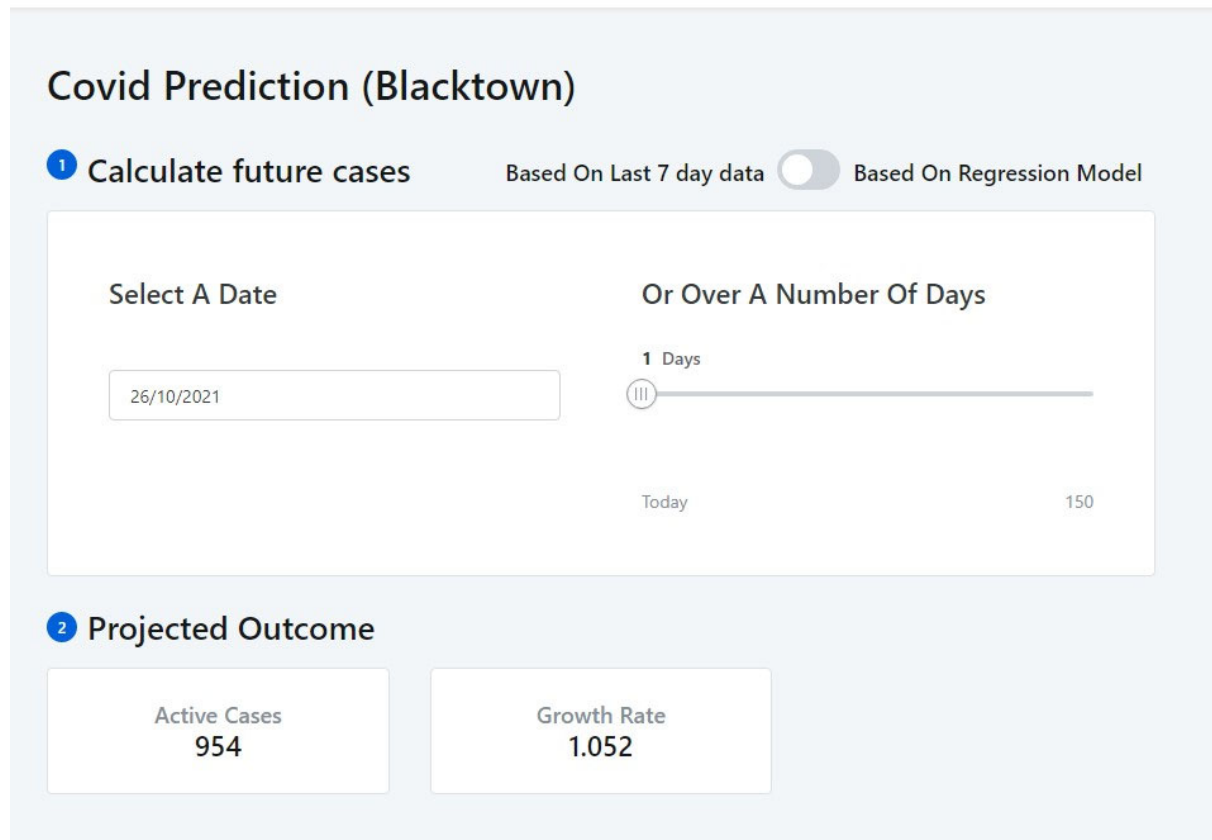 Covid Prediction (Blacktown)
1 Calculate future cases
Based On Last 7 day data
Based On Regression Model
Select A Date
26/10/2021
Or Over A Number Of Days
1 Days
Today
150
2 Projected Outcome
Active Cases
954
Growth Rate
1.052